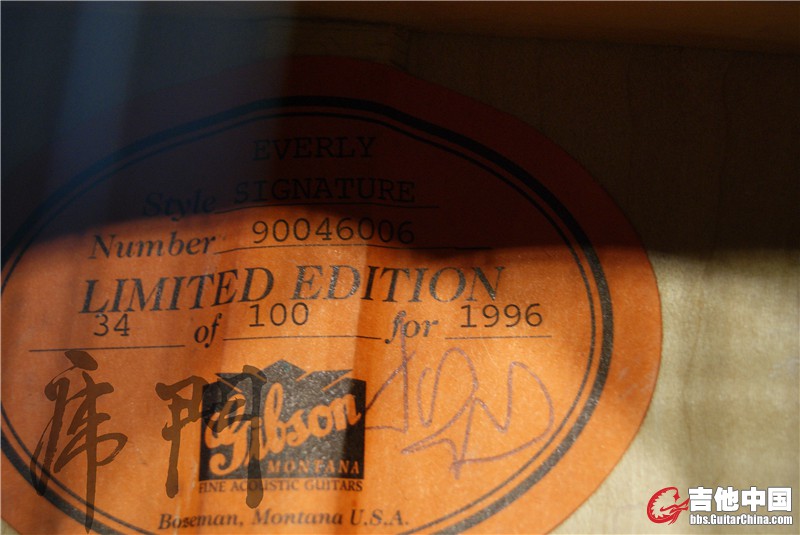 EVERLY
Style SIGNATURE
Number 90046006
LIMITED EDITION
34 of 100 for 1996
Gibson
MONTANA
FINE ACOUSTIC GUITARS
Bozeman, Montana U.S.A.
吉他中国
bbs.GuitarChina.com